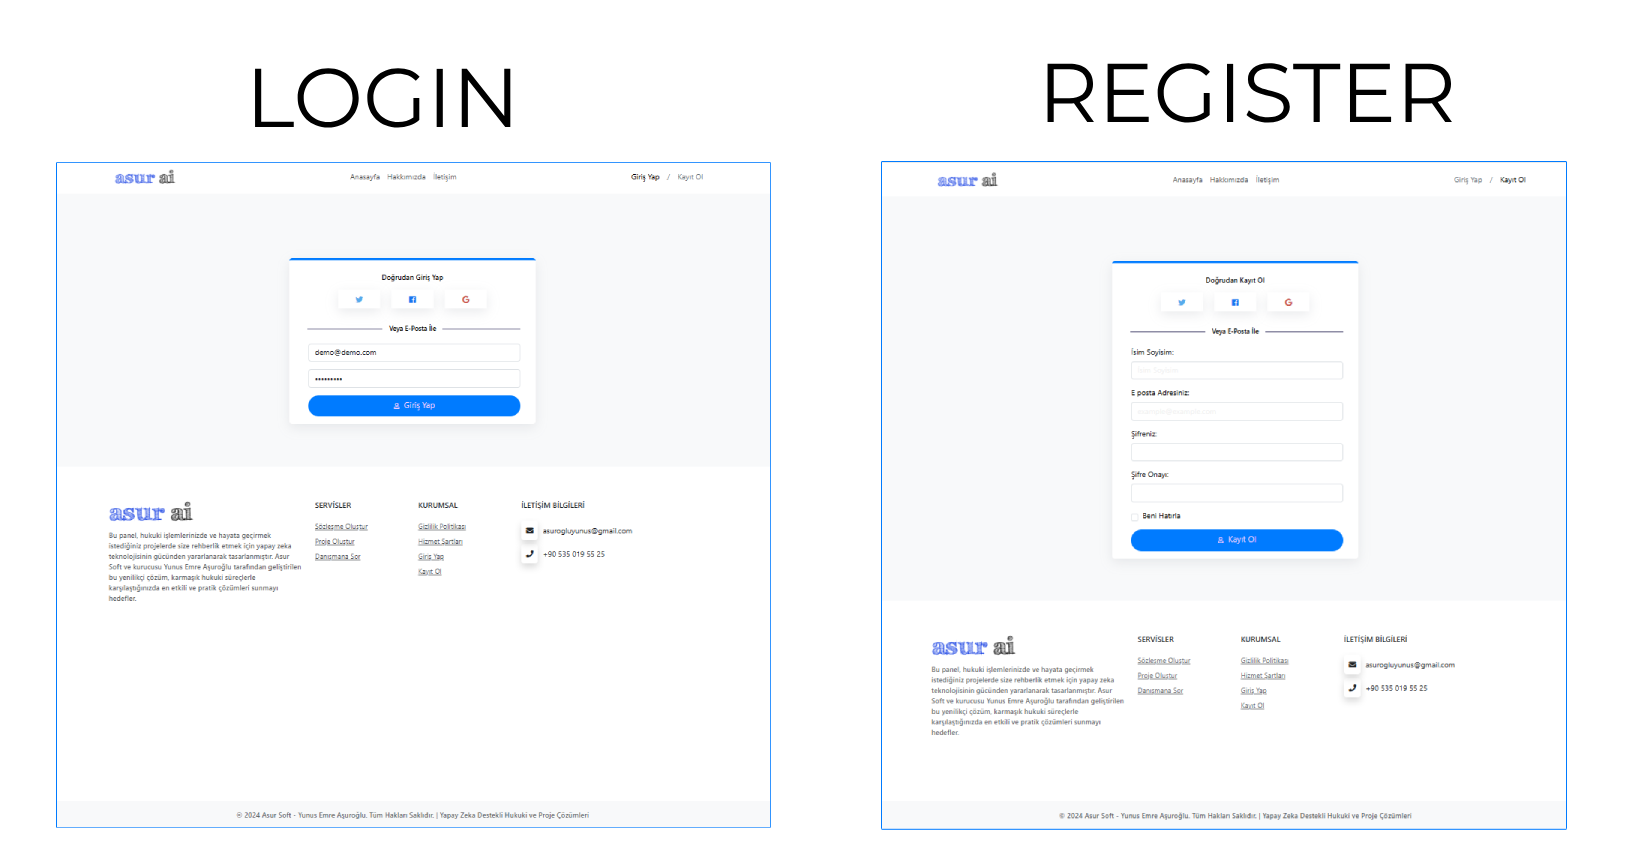 LOGIN
asur ai
Anasayfa Hakkımızda İletişim
Giriş Yap / Kayıt Ol
Doğrudan Giriş Yap
Veya E-Posta İle
demo@demo.com
•••••••••
Giriş Yap
asur ai
Bu panel, hukuki işlemlerinizde ve hayata geçirmek
istediğiniz projelerde size rehberlik etmek için yapay zeka
teknolojisinin gücünden yararlanarak tasarlanmıştır. Asur
Soft ve kurucusu Yunus Emre Aşuroğlu tarafından geliştirilen
bu yenilikçi çözüm, karmaşık hukuki süreçlerle
karşılaştığınızda en etkili ve pratik çözümleri sunmayı
hedefler.
SERVİSLER
Sözleşme Oluştur
Proje Oluştur
Danışmana Sor
KURUMSAL
Gizlilik Politikası
Hizmet Şartları
Giriş Yap
Kayıt Ol
İLETİŞİM BİLGİLERİ
asurogluyunus@gmail.com
+90 535 019 55 25
© 2024 Asur Soft - Yunus Emre Aşuroğlu. Tüm Hakları Saklıdır. | Yapay Zeka Destekli Hukuki ve Proje Çözümleri
REGISTER
asur ai
Anasayfa Hakkımızda İletişim
Giriş Yap / Kayıt Ol
Doğrudan Kayıt Ol
Veya E-Posta İle
İsim Soyisim:
E posta Adresiniz:
Şifreniz:
Şifre Onayı:
Beni Hatırla
Kayıt Ol
asur ai
Bu panel, hukuki işlemlerinizde ve hayata geçirmek
istediğiniz projelerde size rehberlik etmek için yapay zeka
teknolojisinin gücünden yararlanarak tasarlanmıştır. Asur
Soft ve kurucusu Yunus Emre Aşuroğlu tarafından geliştirilen
bu yenilikçi çözüm, karmaşık hukuki süreçlerle
karşılaştığınızda en etkili ve pratik çözümleri sunmayı
hedefler.
SERVİSLER
Sözleşme Oluştur
Proje Oluştur
Danışmana Sor
KURUMSAL
Gizlilik Politikası
Hizmet Şartları
Giriş Yap
Kayıt Ol
İLETİŞİM BİLGİLERİ
asurogluyunus@gmail.com
+90 535 019 55 25
© 2024 Asur Soft - Yunus Emre Aşuroğlu. Tüm Hakları Saklıdır. | Yapay Zeka Destekli Hukuki ve Proje Çözümleri